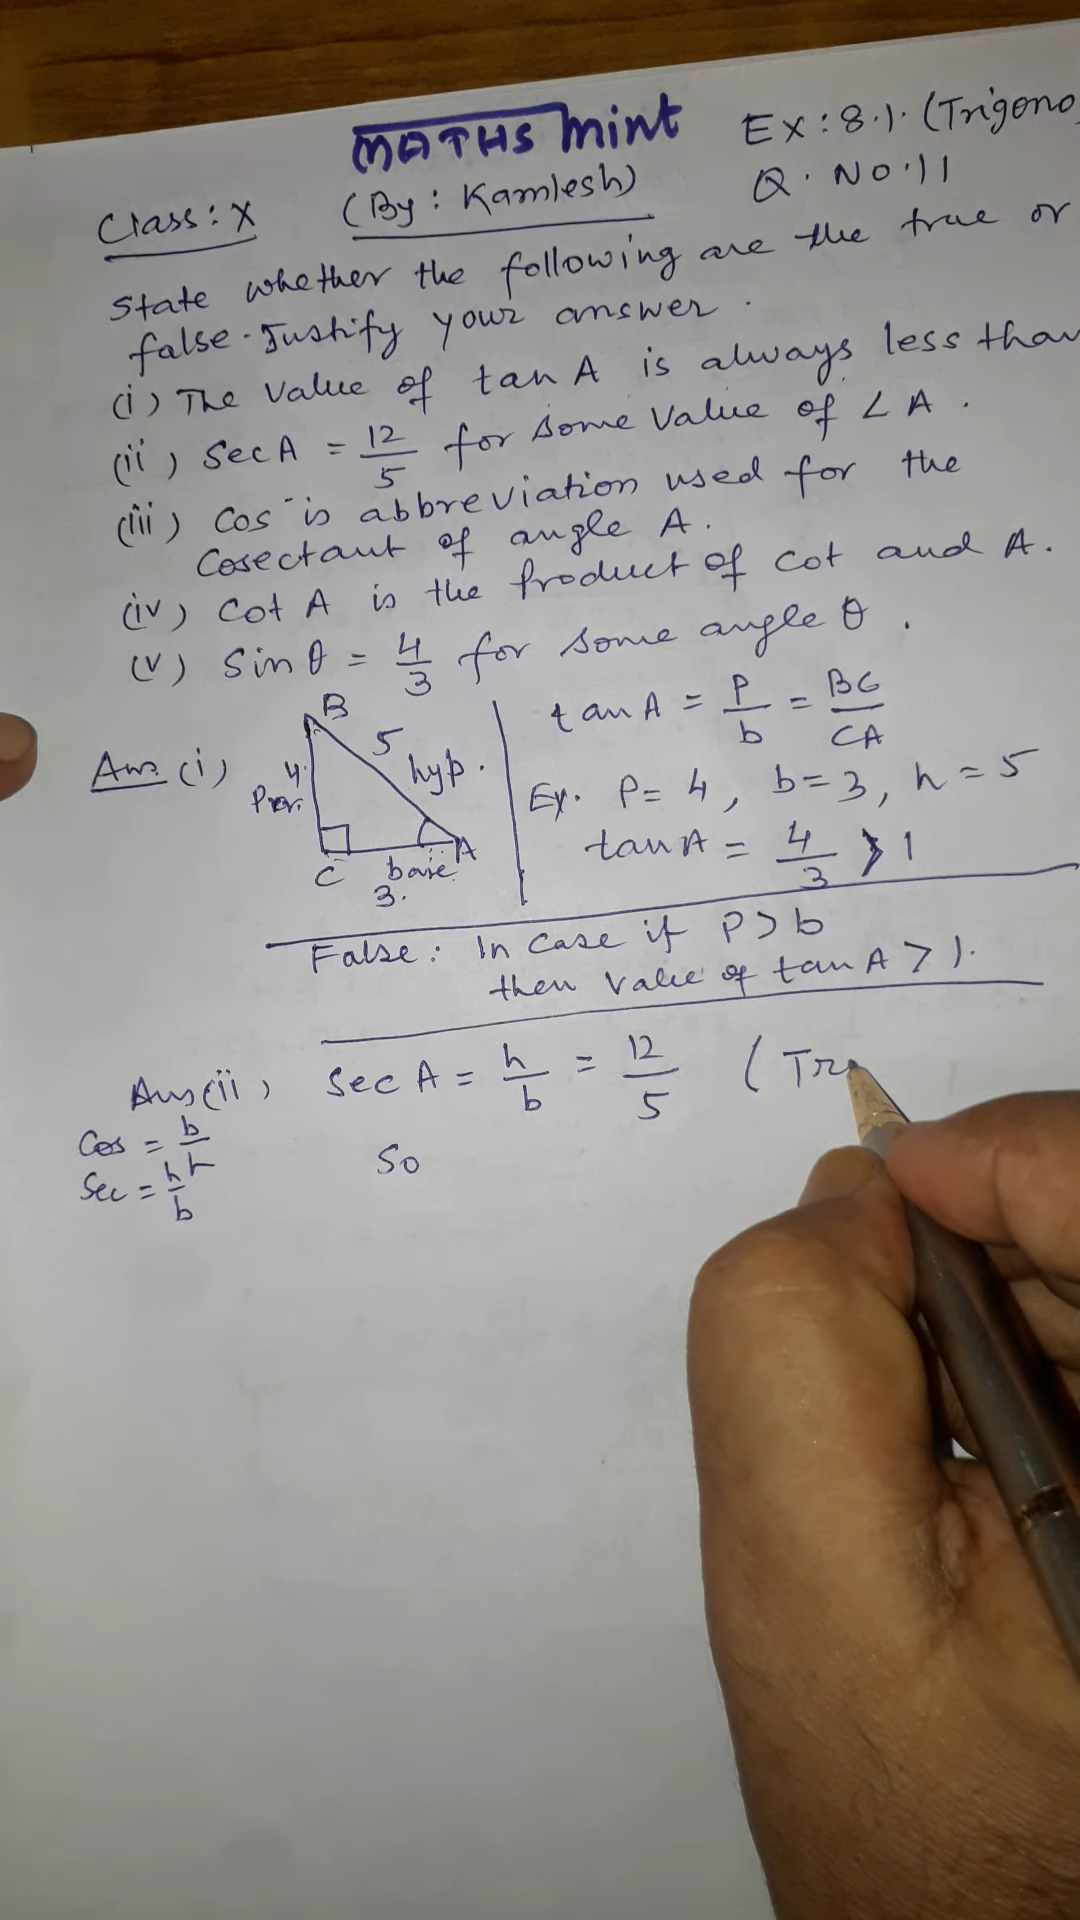 MATHS mint
Ex: 8.1. (Trigono
Class: X
(By: Kamlesh)
Q. No. 11
State whether the following are the true or
false. Justify your answer.
(i) The value of tan A is always less than
(ii) Sec A = 12/5 for some value of ∠A.
(iii) Cos is abbreviation used for the
Cosectant of angle A.
(iv) Cot A is the product of cot and A.
(v) Sin θ = 4/3 for some angle θ.
Ans. (i)
B
5
hyp.
4
Per.
C
base
A
3.
tan A = P/b = BC/CA
Ex. P = 4, b = 3, h = 5
tan A = 4/3 > 1
False: In case if P > b
then value of tan A > 1.
Ans (ii) Sec A = h/b = 12/5 (Tr
Cos = b/h
Sec = h/b
So